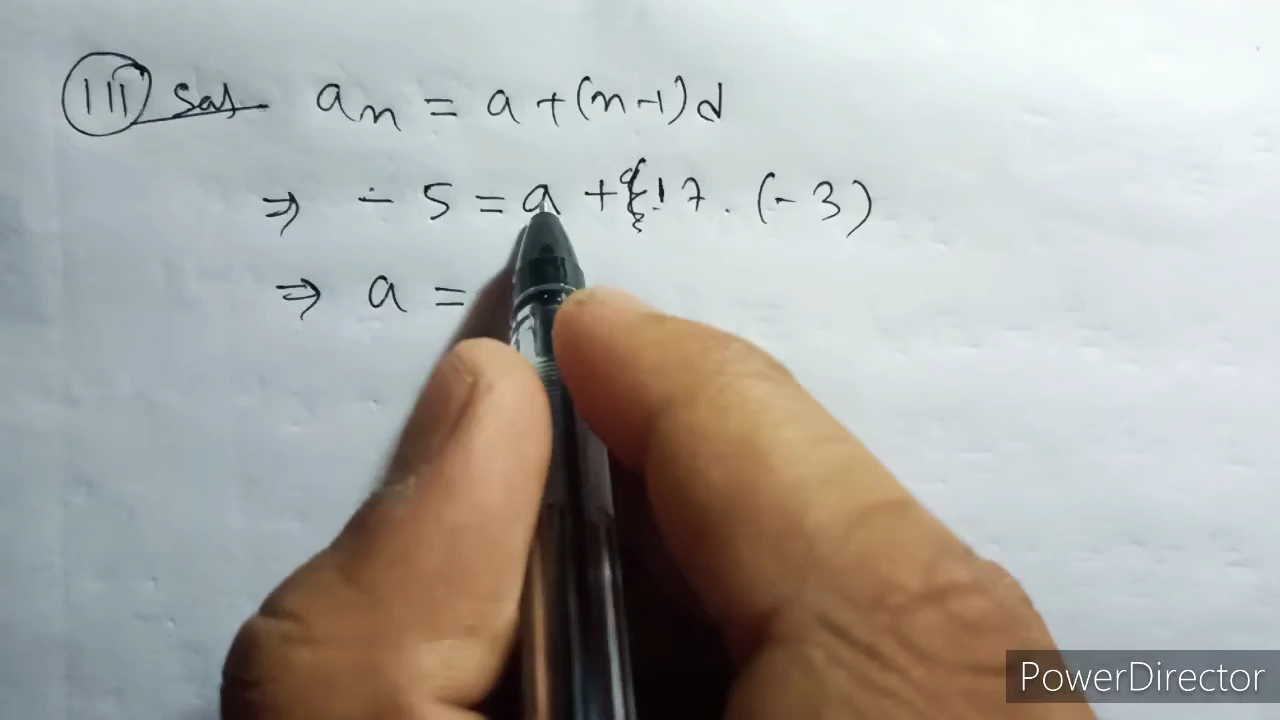 III Sol aₙ = a + (n-1)d
⇒ - 5 = a + 17 . (- 3)
⇒ a =
PowerDirector